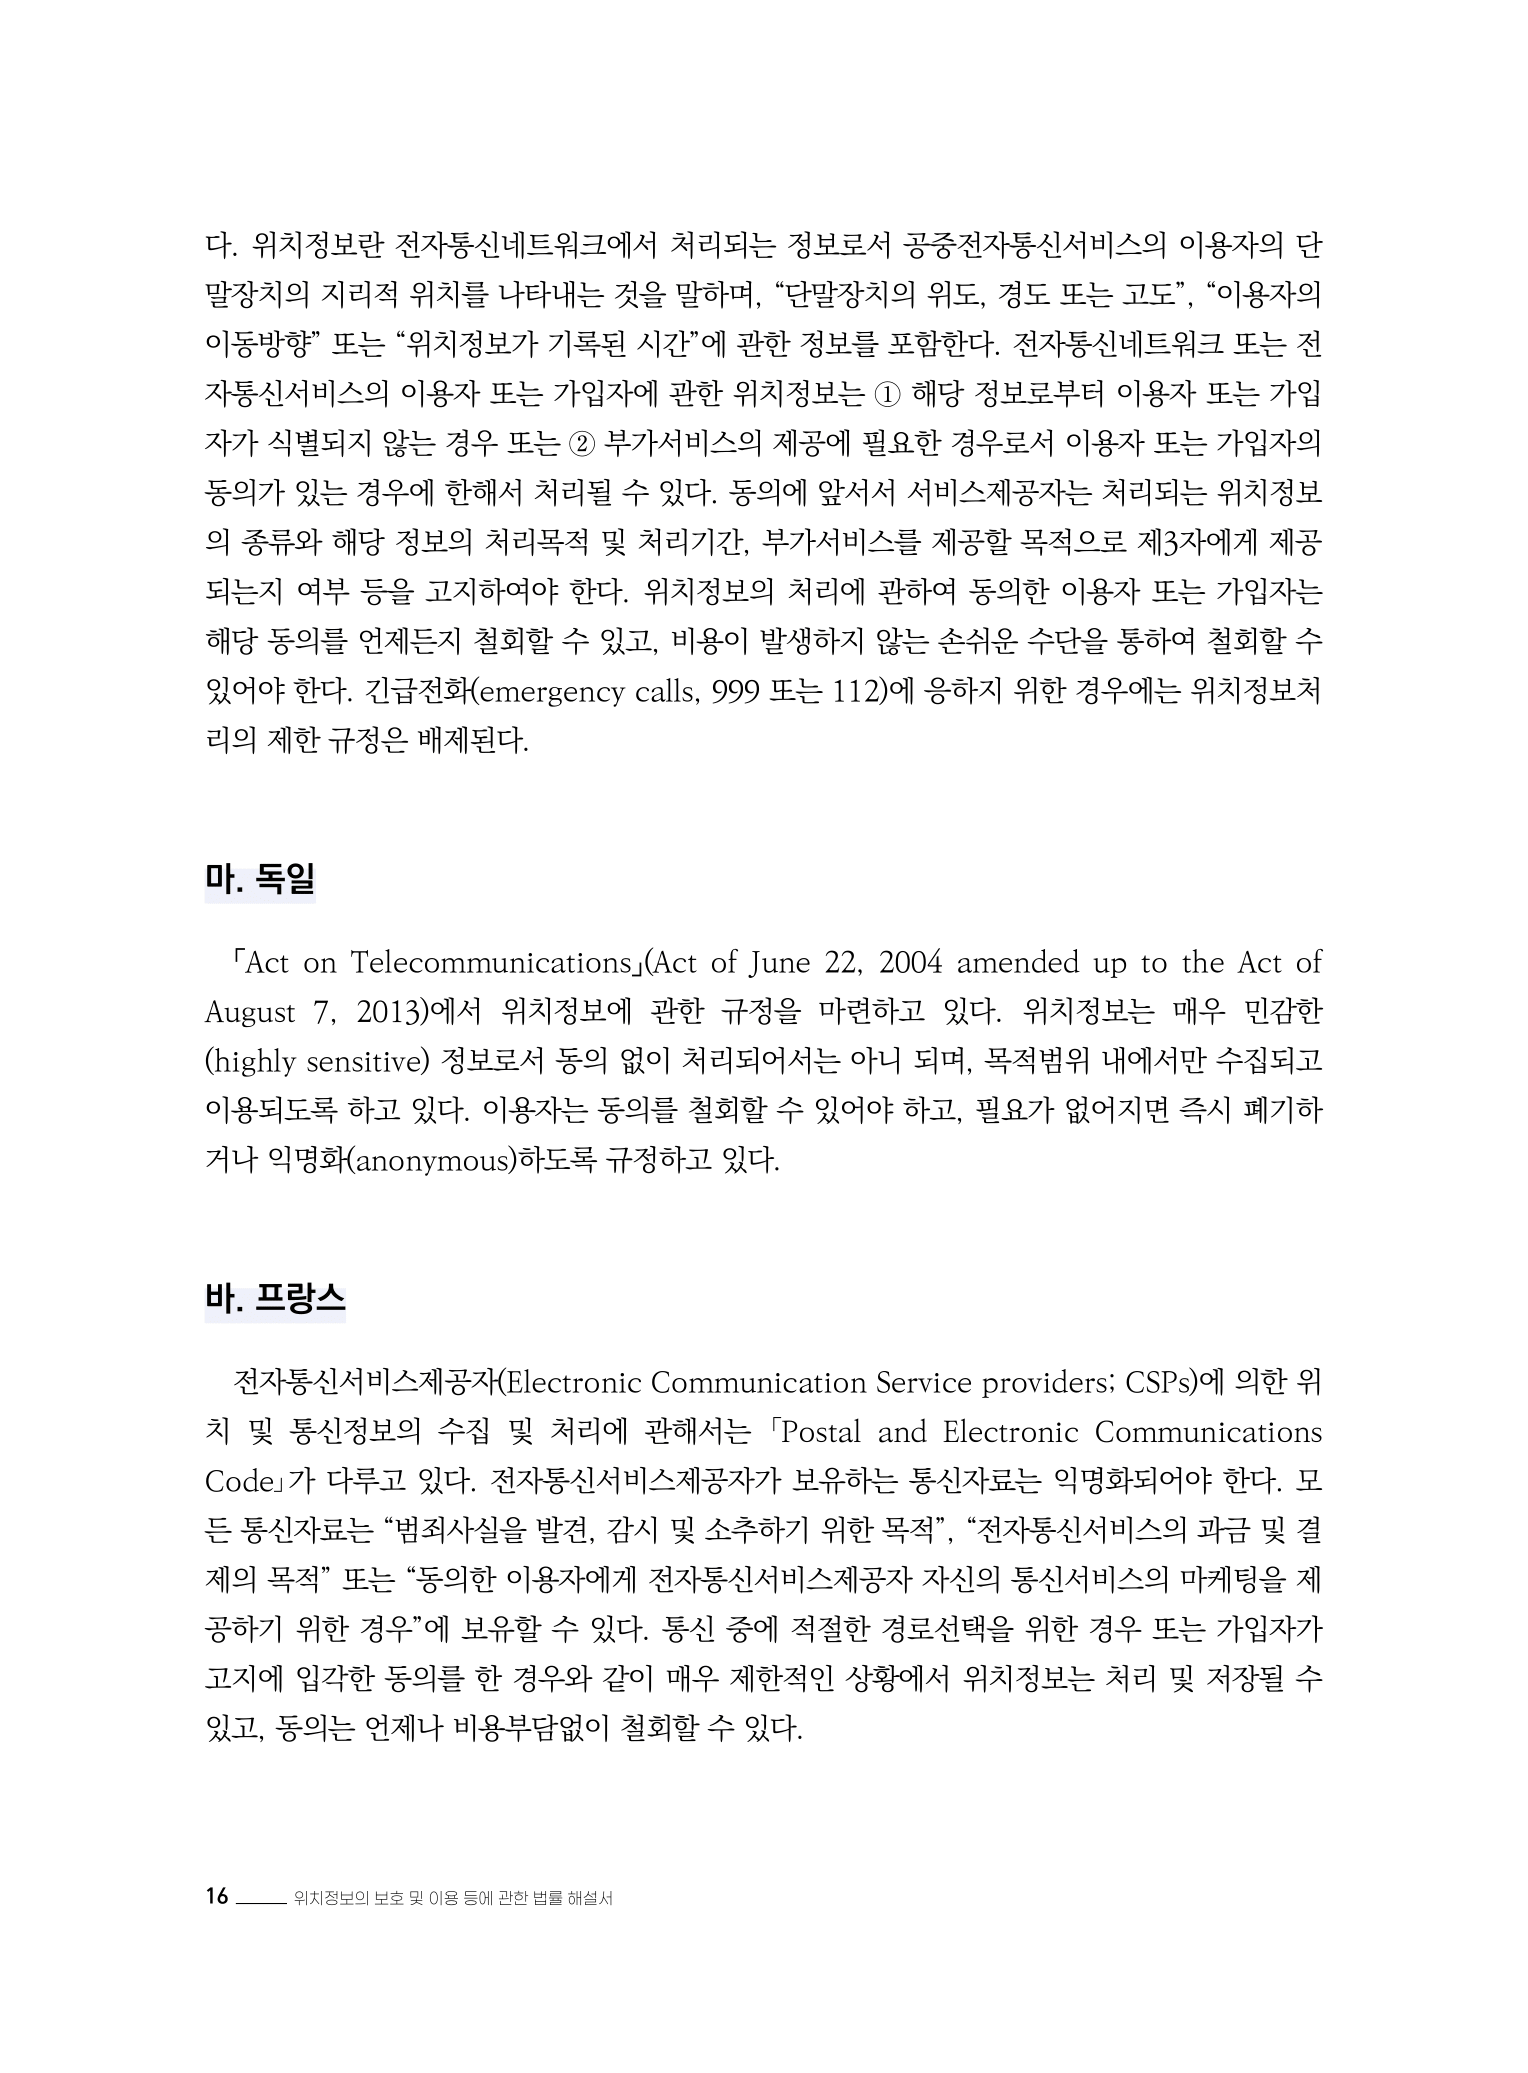 다. 위치정보란 전자통신네트워크에서 처리되는 정보로서 공중전자통신서비스의 이용자의 단
말장치의 지리적 위치를 나타내는 것을 말하며, “단말장치의 위도, 경도 또는 고도”, “이용자의
이동방향” 또는 “위치정보가 기록된 시간”에 관한 정보를 포함한다. 전자통신네트워크 또는 전
자통신서비스의 이용자 또는 가입자에 관한 위치정보는 ① 해당 정보로부터 이용자 또는 가입
자가 식별되지 않는 경우 또는 ② 부가서비스의 제공에 필요한 경우로서 이용자 또는 가입자의
동의가 있는 경우에 한해서 처리될 수 있다. 동의에 앞서서 서비스제공자는 처리되는 위치정보
의 종류와 해당 정보의 처리목적 및 처리기간, 부가서비스를 제공할 목적으로 제3자에게 제공
되는지 여부 등을 고지하여야 한다. 위치정보의 처리에 관하여 동의한 이용자 또는 가입자는
해당 동의를 언제든지 철회할 수 있고, 비용이 발생하지 않는 손쉬운 수단을 통하여 철회할 수
있어야 한다. 긴급전화(emergency calls, 999 또는 112)에 응하지 위한 경우에는 위치정보처
리의 제한 규정은 배제된다.
마. 독일
「Act on Telecommunications」(Act of June 22, 2004 amended up to the Act of
August 7, 2013)에서 위치정보에 관한 규정을 마련하고 있다. 위치정보는 매우 민감한
(highly sensitive) 정보로서 동의 없이 처리되어서는 아니 되며, 목적범위 내에서만 수집되고
이용되도록 하고 있다. 이용자는 동의를 철회할 수 있어야 하고, 필요가 없어지면 즉시 폐기하
거나 익명화(anonymous)하도록 규정하고 있다.
바. 프랑스
전자통신서비스제공자(Electronic Communication Service providers; CSPs)에 의한 위
치 및 통신정보의 수집 및 처리에 관해서는 「Postal and Electronic Communications
Code」가 다루고 있다. 전자통신서비스제공자가 보유하는 통신자료는 익명화되어야 한다. 모
든 통신자료는 “범죄사실을 발견, 감시 및 소추하기 위한 목적”, “전자통신서비스의 과금 및 결
제의 목적” 또는 “동의한 이용자에게 전자통신서비스제공자 자신의 통신서비스의 마케팅을 제
공하기 위한 경우”에 보유할 수 있다. 통신 중에 적절한 경로선택을 위한 경우 또는 가입자가
고지에 입각한 동의를 한 경우와 같이 매우 제한적인 상황에서 위치정보는 처리 및 저장될 수
있고, 동의는 언제나 비용부담없이 철회할 수 있다.
16 위치정보의 보호 및 이용 등에 관한 법률 해설서